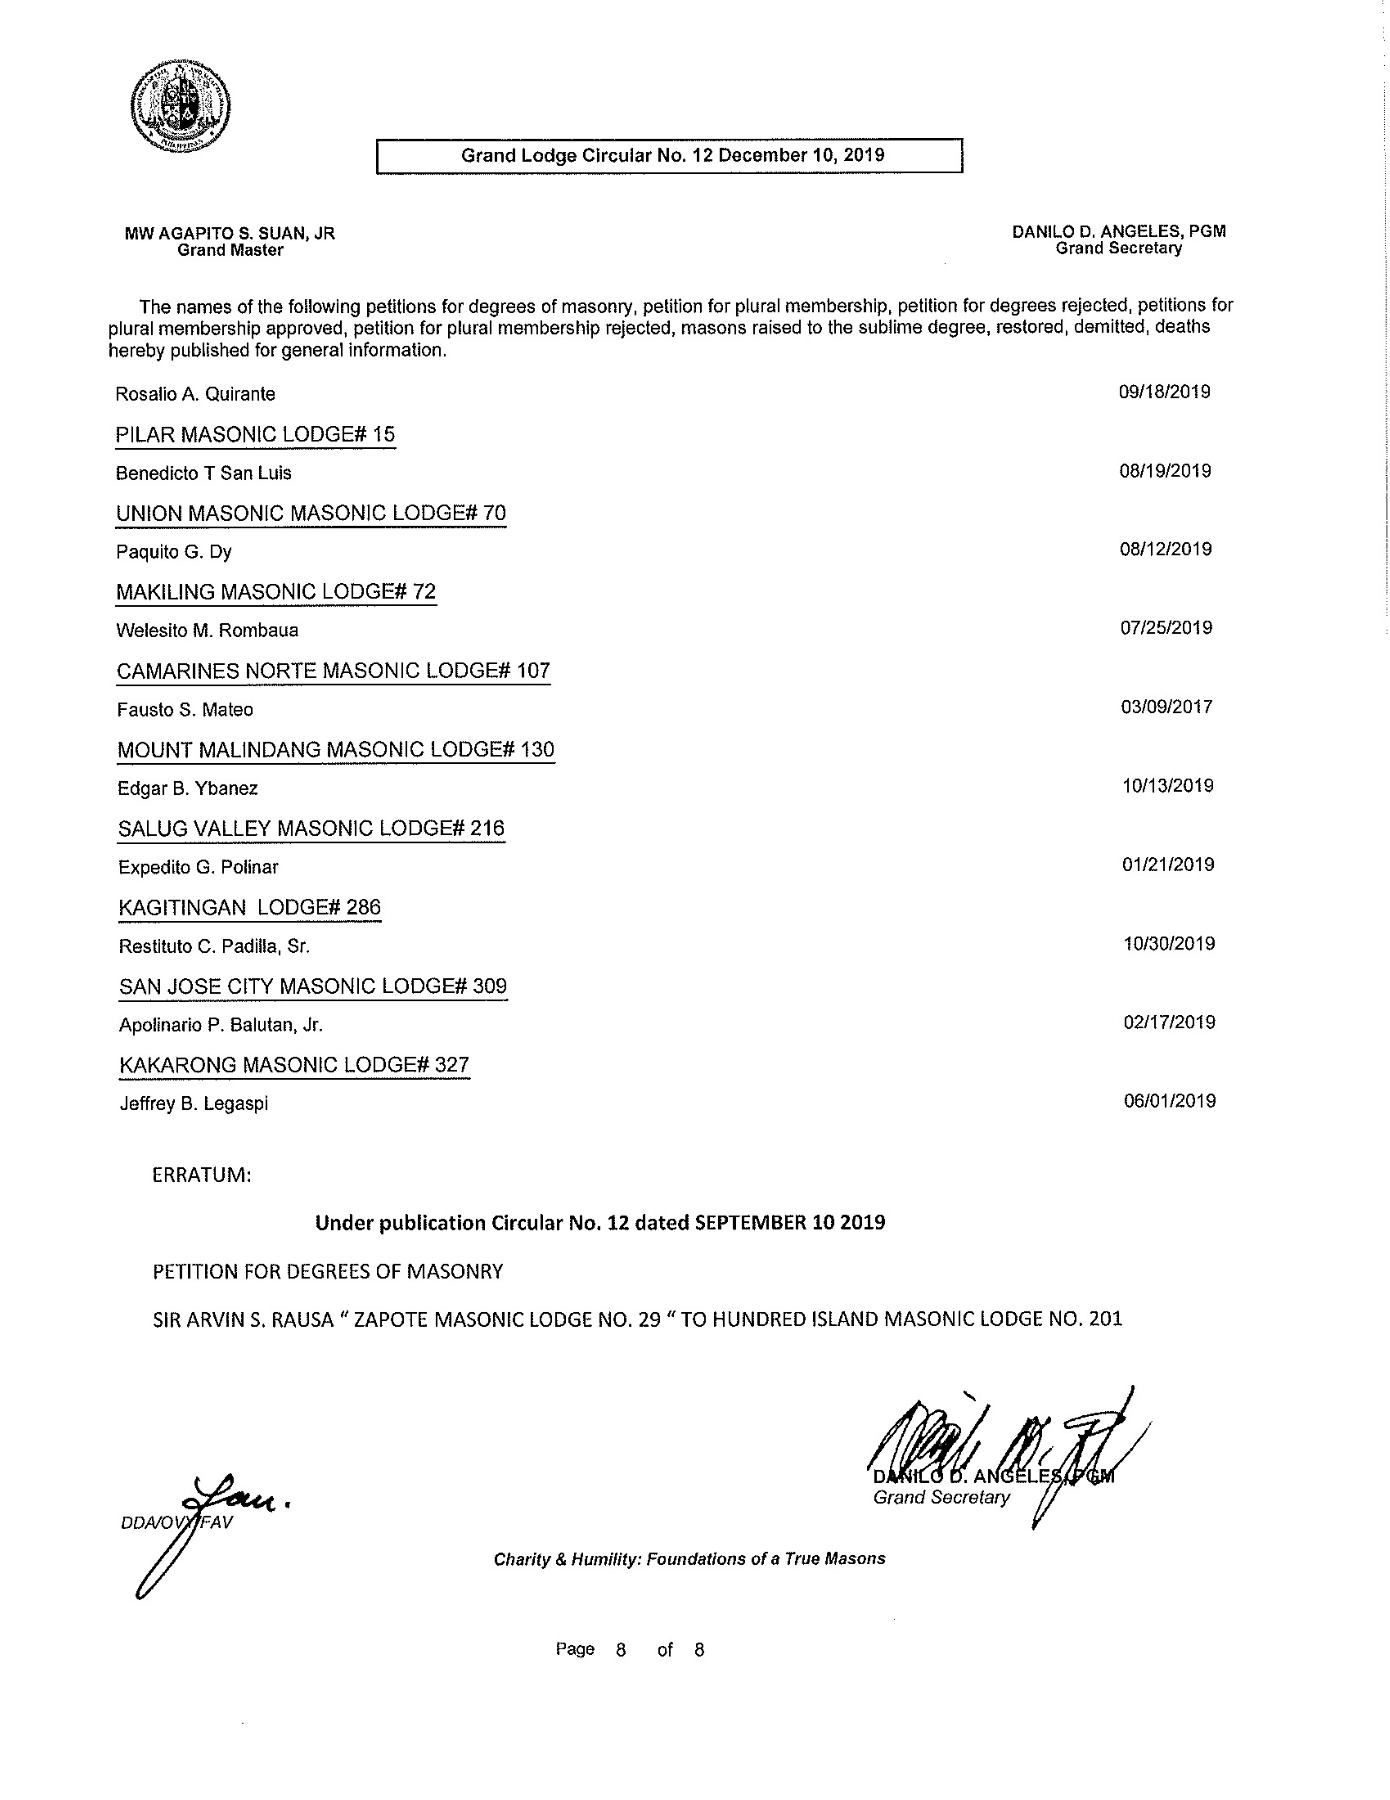 Grand Lodge Circular No. 12 December 10, 2019
MW AGAPITO S. SUAN, JR
Grand Master
DANILO D. ANGELES, PGM
Grand Secretary
The names of the following petitions for degrees of masonry, petition for plural membership, petition for degrees rejected, petitions for
plural membership approved, petition for plural membership rejected, masons raised to the sublime degree, restored, demitted, deaths
hereby published for general information.
Rosalio A. Quirante 09/18/2019
PILAR MASONIC LODGE# 15
Benedicto T San Luis 08/19/2019
UNION MASONIC MASONIC LODGE# 70
Paquito G. Dy 08/12/2019
MAKILING MASONIC LODGE# 72
Welesito M. Rombaua 07/25/2019
CAMARINES NORTE MASONIC LODGE# 107
Fausto S. Mateo 03/09/2017
MOUNT MALINDANG MASONIC LODGE# 130
Edgar B. Ybanez 10/13/2019
SALUG VALLEY MASONIC LODGE# 216
Expedito G. Polinar 01/21/2019
KAGITINGAN LODGE# 286
Restituto C. Padilla, Sr. 10/30/2019
SAN JOSE CITY MASONIC LODGE# 309
Apolinario P. Balutan, Jr. 02/17/2019
KAKARONG MASONIC LODGE# 327
Jeffrey B. Legaspi 06/01/2019
ERRATUM:
Under publication Circular No. 12 dated SEPTEMBER 10 2019
PETITION FOR DEGREES OF MASONRY
SIR ARVIN S. RAUSA " ZAPOTE MASONIC LODGE NO. 29 " TO HUNDRED ISLAND MASONIC LODGE NO. 201
DANILO D. ANGELES, PGM
Grand Secretary
Charity & Humility: Foundations of a True Masons
Page 8 of 8